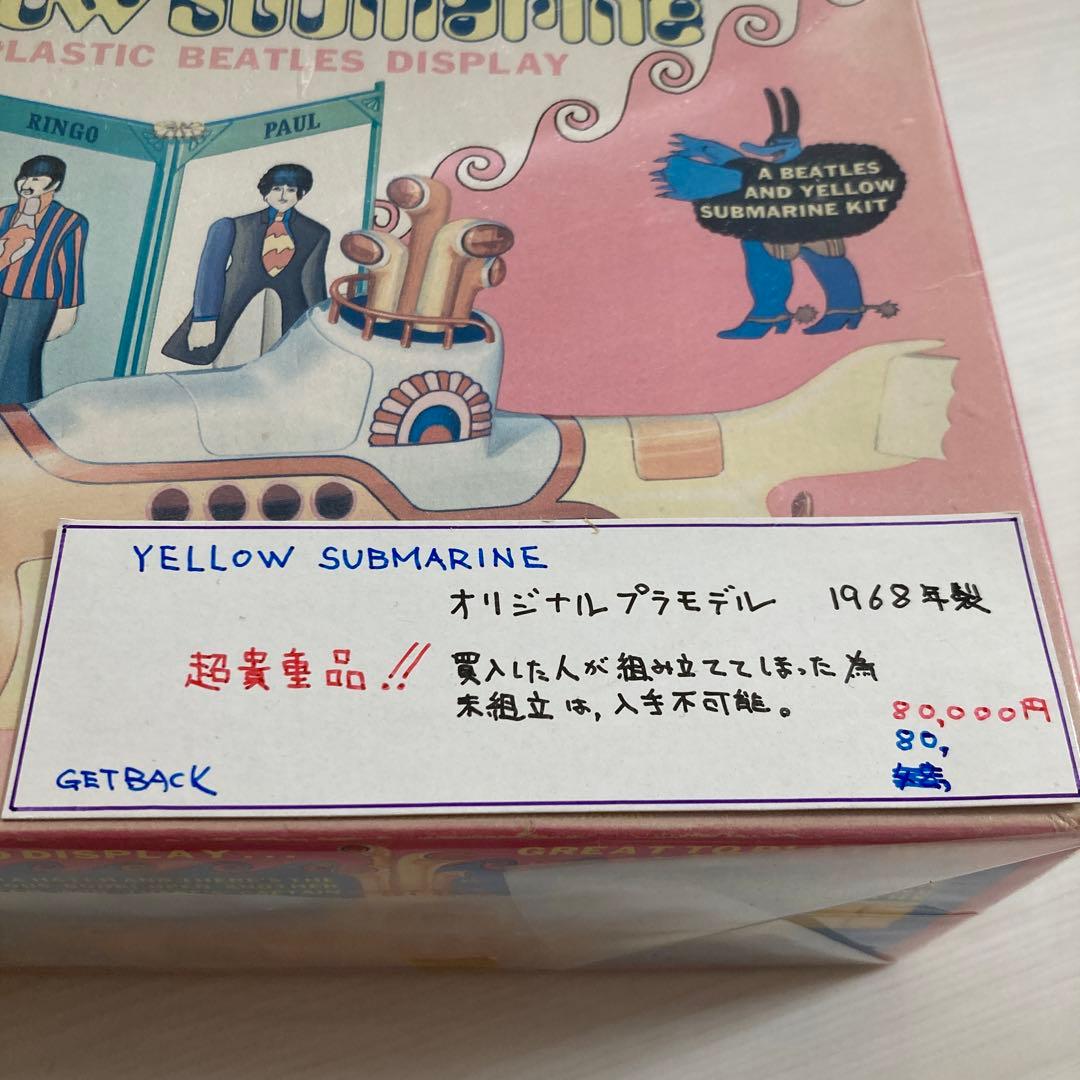 Submarine
PLASTIC BEATLES DISPLAY
RINGO
PAUL
A BEATLES
AND YELLOW
SUBMARINE KIT
YELLOW SUBMARINE
オリジナルプラモデル 1968年製
超貴重品!!
買入した人が組み立ててしまった為
未組立は,入手不可能。
80,000円
80,
GETBACK
DISPLAY...
GREAT TO